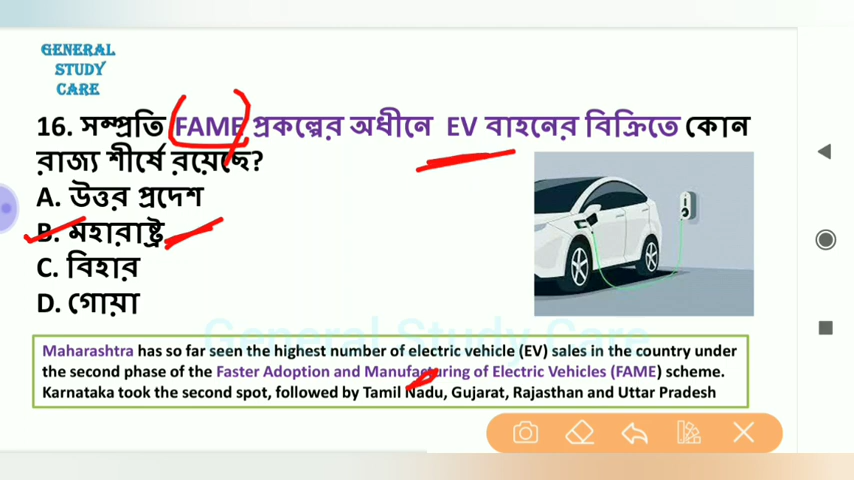 GENERAL
STUDY
CARE
16. সম্প্রতি FAME প্রকল্পের অধীনে EV বাহনের বিক্রিতে কোন
রাজ্য শীর্ষে রয়েছে?
A. উত্তর প্রদেশ
B. মহারাষ্ট্র
C. বিহার
D. গোয়া
General Study Care
Maharashtra has so far seen the highest number of electric vehicle (EV) sales in the country under
the second phase of the Faster Adoption and Manufacturing of Electric Vehicles (FAME) scheme.
Karnataka took the second spot, followed by Tamil Nadu, Gujarat, Rajasthan and Uttar Pradesh